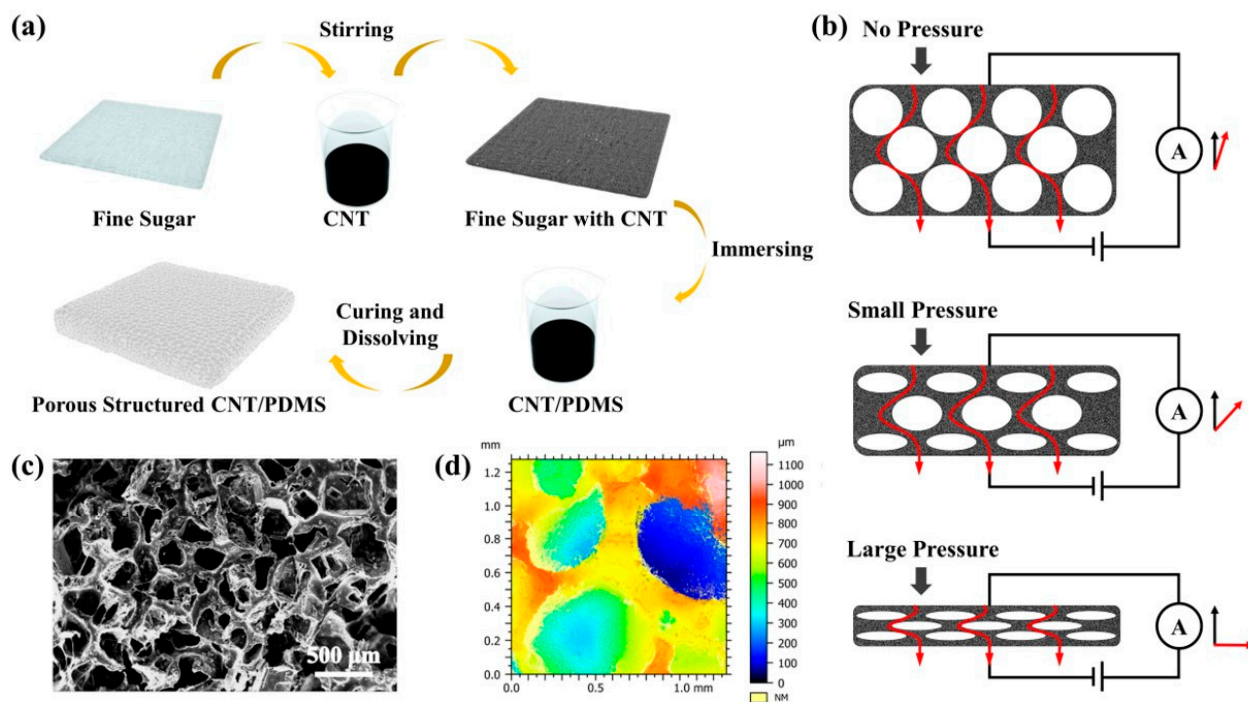 (a)
Stirring
Fine Sugar
CNT
Fine Sugar with CNT
Immersing
Curing and
Dissolving
Porous Structured CNT/PDMS
CNT/PDMS
(b)
No Pressure
A
Small Pressure
A
Large Pressure
A
(c)
500 μm
(d)
mm
1.2
1.0
0.8
0.6
0.4
0.2
0.0
0.0
0.5
1.0 mm
μm
1100
1000
900
800
700
600
500
400
300
200
100
0
NM